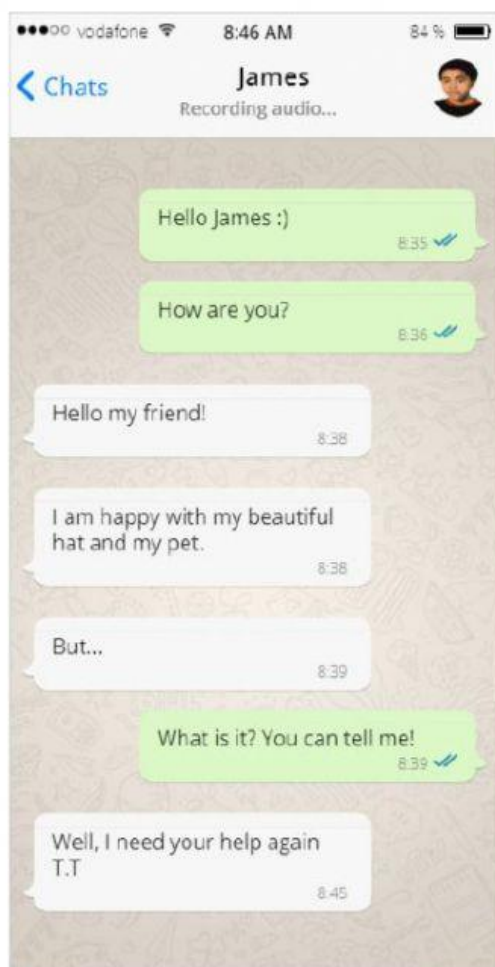 vodafone 8:46 AM 84 %
Chats James
Recording audio...
Hello James :)
8:35
How are you?
8:36
Hello my friend!
8:38
I am happy with my beautiful
hat and my pet.
8:38
But...
8:39
What is it? You can tell me!
8:39
Well, I need your help again
T.T
8:45